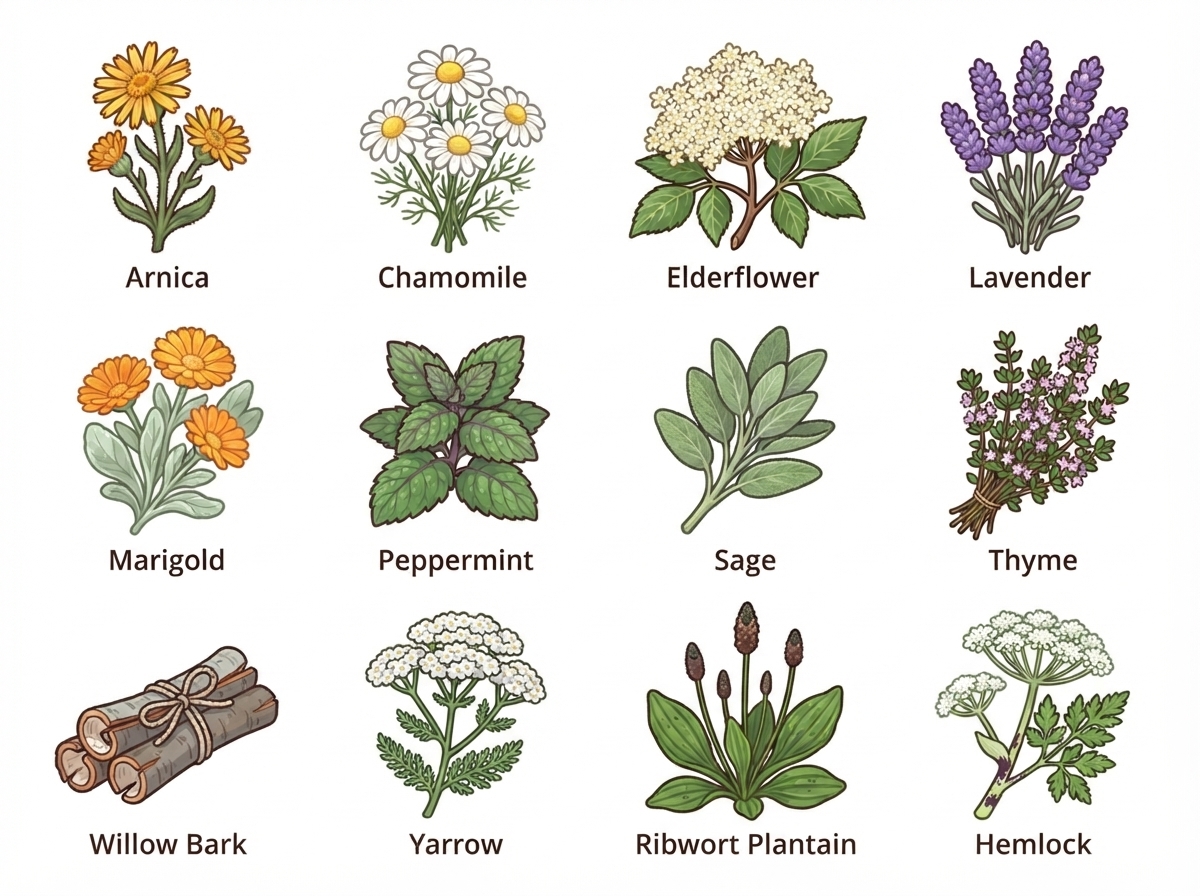 Arnica
Chamomile
Elderflower
Lavender
Marigold
Peppermint
Sage
Thyme
Willow Bark
Yarrow
Ribwort Plantain
Hemlock